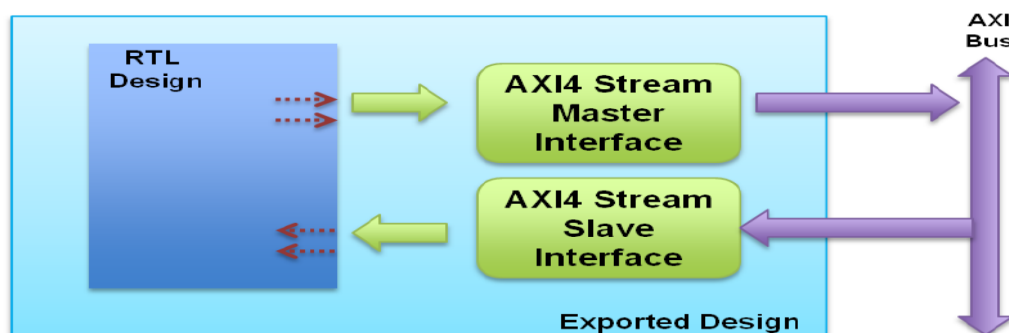 RTL
Design
AXI4 Stream
Master
Interface
AXI4 Stream
Slave
Interface
Exported Design
AXI
Bus